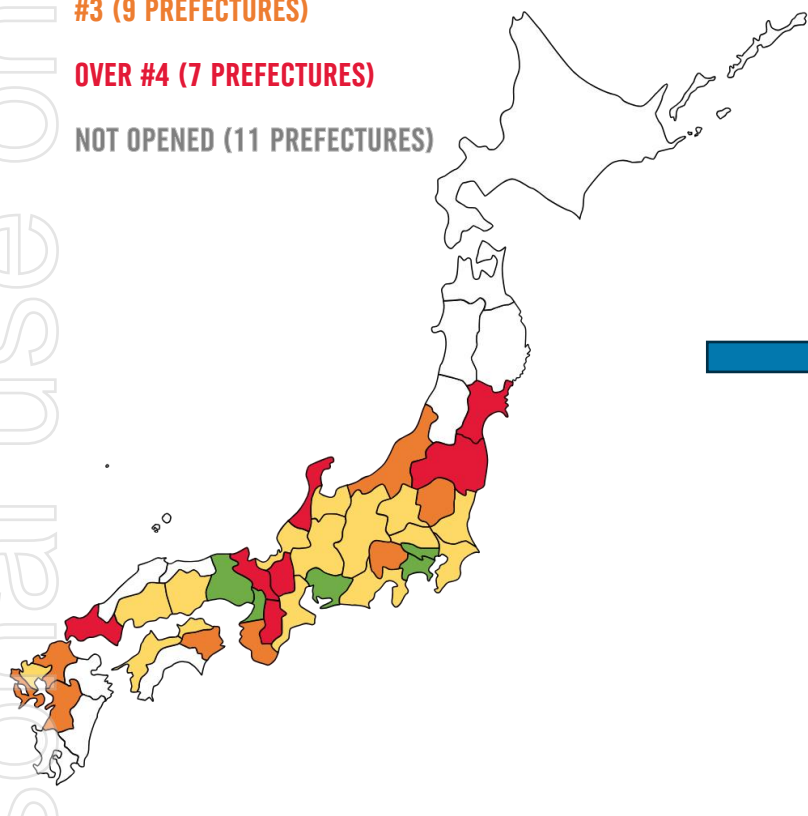 #3 (9 PREFECTURES)
OVER #4 (7 PREFECTURES)
NOT OPENED (11 PREFECTURES)